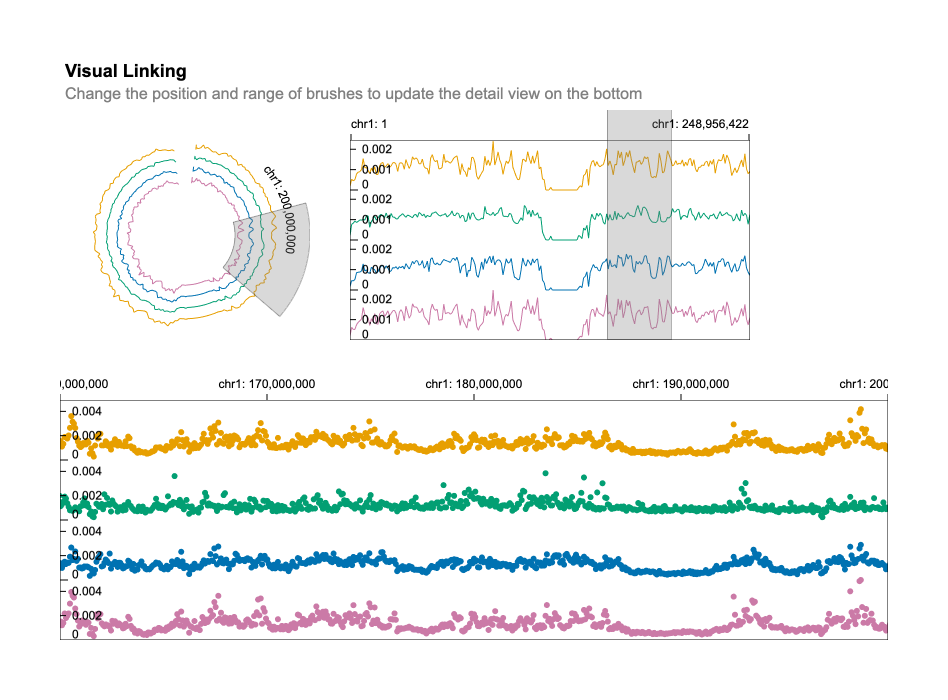 Visual Linking
Change the position and range of brushes to update the detail view on the bottom
chr1: 200,000,000
chr1: 1
chr1: 248,956,422
0.002
0.001
0
0.002
0.001
0
0.002
0.001
0
0.002
0.001
0
0,000,000
chr1: 170,000,000
chr1: 180,000,000
chr1: 190,000,000
chr1: 200
0.004
0.002
0
0.004
0.002
0
0.004
0.002
0
0.004
0.002
0